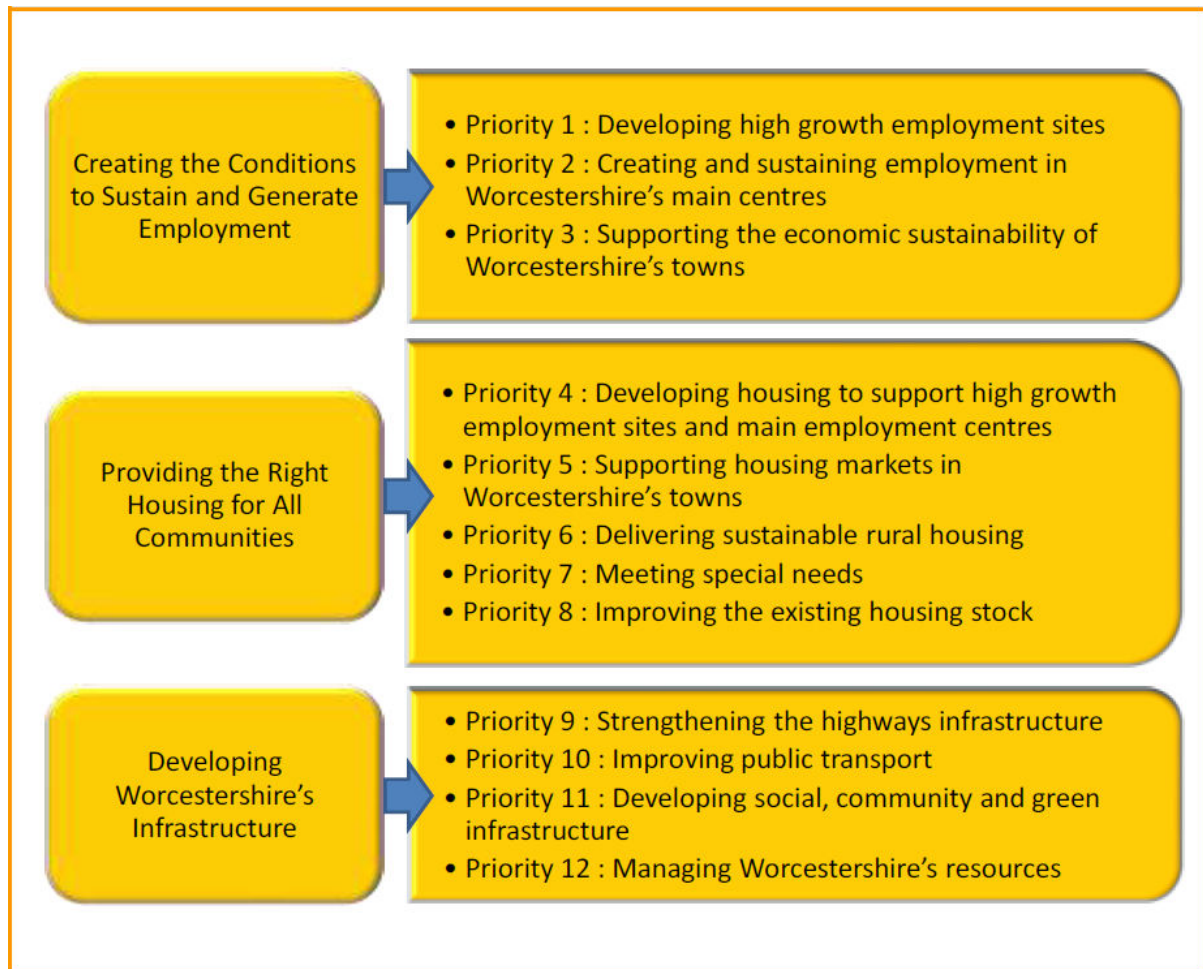 Creating the Conditions
to Sustain and Generate
Employment
• Priority 1 : Developing high growth employment sites
• Priority 2 : Creating and sustaining employment in
Worcestershire’s main centres
• Priority 3 : Supporting the economic sustainability of
Worcestershire’s towns
Providing the Right
Housing for All
Communities
• Priority 4 : Developing housing to support high growth
employment sites and main employment centres
• Priority 5 : Supporting housing markets in
Worcestershire’s towns
• Priority 6 : Delivering sustainable rural housing
• Priority 7 : Meeting special needs
• Priority 8 : Improving the existing housing stock
Developing
Worcestershire’s
Infrastructure
• Priority 9 : Strengthening the highways infrastructure
• Priority 10 : Improving public transport
• Priority 11 : Developing social, community and green
infrastructure
• Priority 12 : Managing Worcestershire’s resources